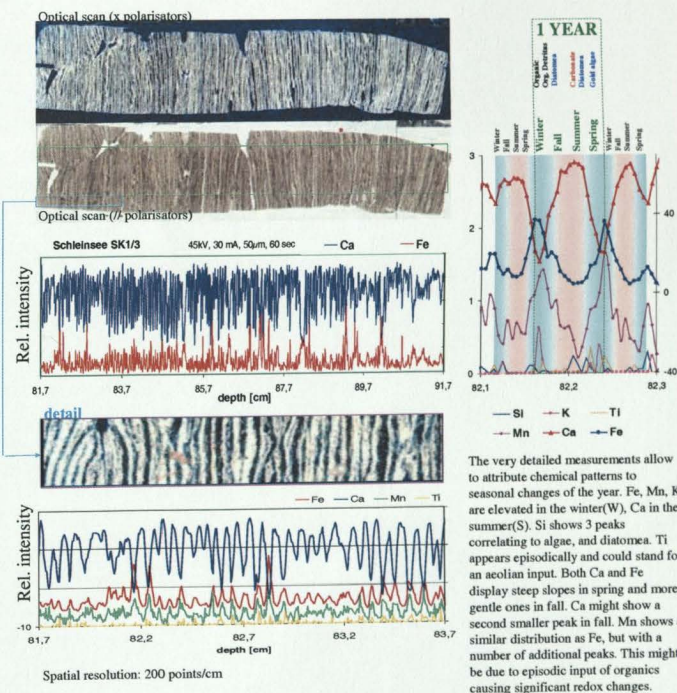 Optical scan (x polarisators)
Optical scan (// polarisators)
Schleinsee SK1/3 45kV, 30 mA, 50µm, 60 sec Ca Fe
Rel. intensity
81,7 83,7 85,7 87,7 89,7 91,7
depth [cm]
detail
Fe Ca Mn Ti
Rel. intensity
-10
81,7 82,2 82,7 83,2 83,7
depth [cm]
Spatial resolution: 200 points/cm
1 YEAR
Organic
Org. Detritus
Diatomea
Carbonate
Diatomea
Gold algae
Winter
Fall
Summer
Spring
Winter
Fall
Summer
Spring
Winter
Fall
Summer
Spring
3
2
1
0
40
0
-40
82,1 82,2 82,3
Si K Ti
Mn Ca Fe
The very detailed measurements allow
to attribute chemical patterns to
seasonal changes of the year. Fe, Mn, K
are elevated in the winter(W), Ca in the
summer(S). Si shows 3 peaks
correlating to algae, and diatomea. Ti
appears episodically and could stand fo
an aeolian input. Both Ca and Fe
display steep slopes in spring and more
gentle ones in fall. Ca might show a
second smaller peak in fall. Mn shows
similar distribution as Fe, but with a
number of additional peaks. This might
be due to episodic input of organics
causing significant redox changes.